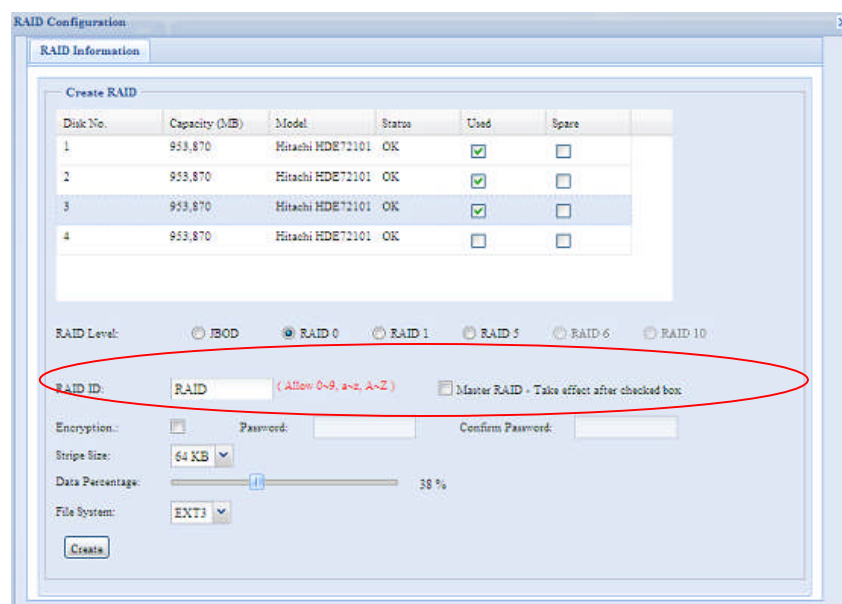 RAID Configuration
RAID Information
Create RAID
Disk No. Capacity (MB) Model Status Used Spare
1 953,870 Hitachi HDE72101 OK
2 953,870 Hitachi HDE72101 OK
3 953,870 Hitachi HDE72101 OK
4 953,870 Hitachi HDE72101 OK
RAID Level: JBOD RAID 0 RAID 1 RAID 5 RAID 6 RAID 10
RAID ID: RAID ( Allow 0~9, a~z, A~Z ) Master RAID - Take effect after checked box
Encryption.: Password: Confirm Password:
Stripe Size: 64 KB
Data Percentage: 38 %
File System: EXT3
Create